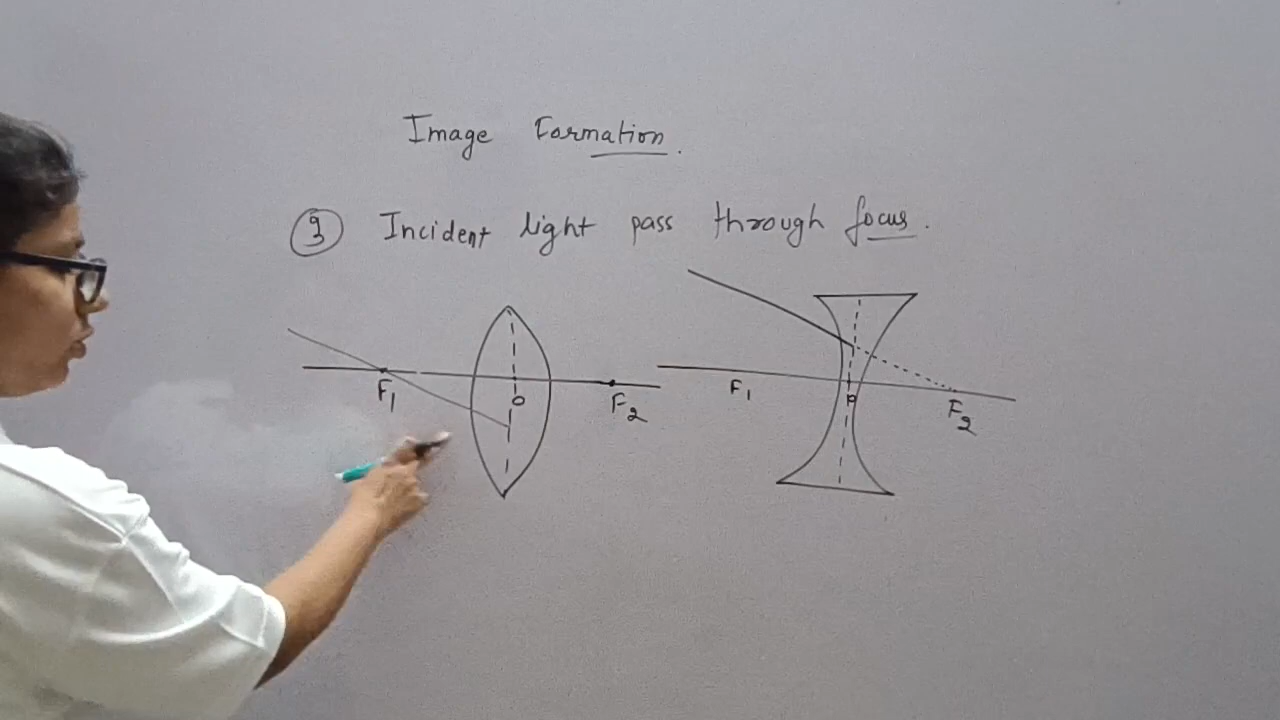 Image Formation.
③ Incident light pass through focus.
F₁ O F₂
F₁ O F₂